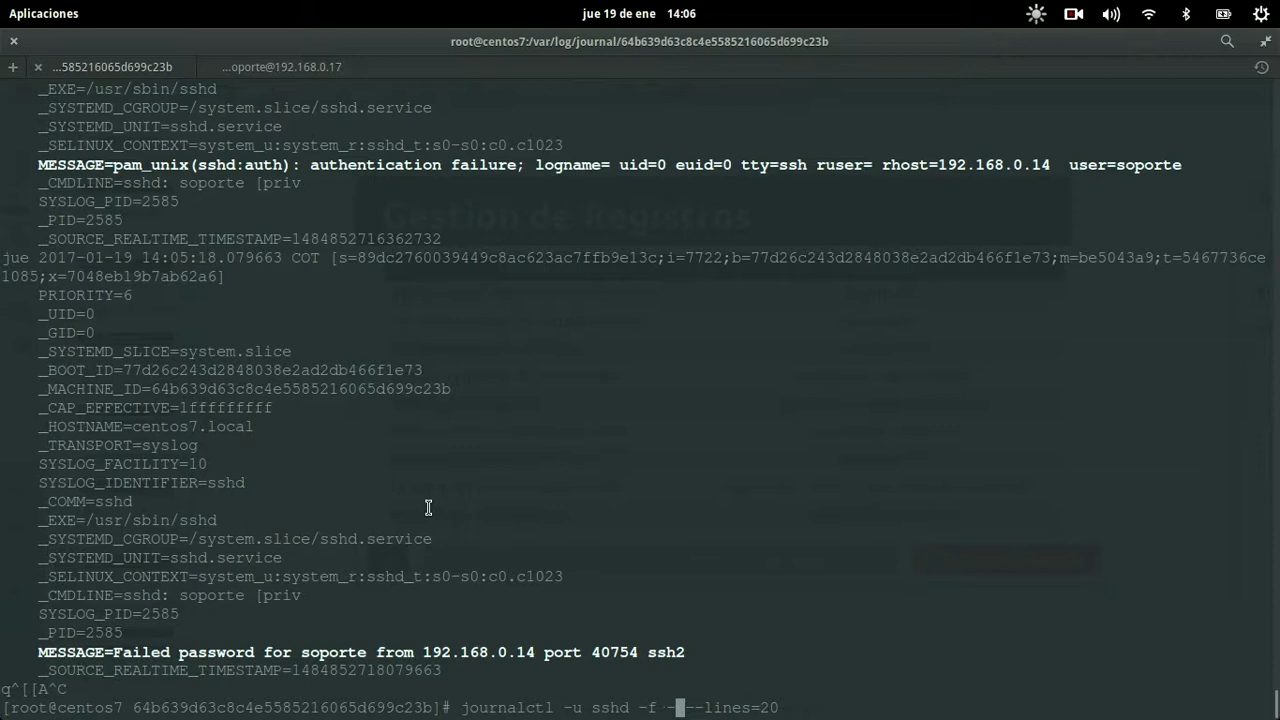 Aplicaciones
jue 19 de ene 14:06
root@centos7:/var/log/journal/64b639d63c8c4e5585216065d699c23b
...585216065d699c23b
...oporte@192.168.0.17
_EXE=/usr/sbin/sshd
_SYSTEMD_CGROUP=/system.slice/sshd.service
_SYSTEMD_UNIT=sshd.service
_SELINUX_CONTEXT=system_u:system_r:sshd_t:s0-s0:c0.c1023
MESSAGE=pam_unix(sshd:auth): authentication failure; logname= uid=0 euid=0 tty=ssh ruser= rhost=192.168.0.14  user=soporte
_CMDLINE=sshd: soporte [priv
SYSLOG_PID=2585
_PID=2585
_SOURCE_REALTIME_TIMESTAMP=1484852716362732
jue 2017-01-19 14:05:18.079663 COT [s=89dc2760039449c8ac623ac7ffb9e13c;i=7722;b=77d26c243d2848038e2ad2db466f1e73;m=be5043a9;t=5467736ce
1085;x=7048eb19b7ab62a6]
PRIORITY=6
_UID=0
_GID=0
_SYSTEMD_SLICE=system.slice
_BOOT_ID=77d26c243d2848038e2ad2db466f1e73
_MACHINE_ID=64b639d63c8c4e5585216065d699c23b
_CAP_EFFECTIVE=1fffffffff
_HOSTNAME=centos7.local
_TRANSPORT=syslog
SYSLOG_FACILITY=10
SYSLOG_IDENTIFIER=sshd
_COMM=sshd
_EXE=/usr/sbin/sshd
_SYSTEMD_CGROUP=/system.slice/sshd.service
_SYSTEMD_UNIT=sshd.service
_SELINUX_CONTEXT=system_u:system_r:sshd_t:s0-s0:c0.c1023
_CMDLINE=sshd: soporte [priv
SYSLOG_PID=2585
_PID=2585
MESSAGE=Failed password for soporte from 192.168.0.14 port 40754 ssh2
_SOURCE_REALTIME_TIMESTAMP=1484852718079663
q^[[A^C
[root@centos7 64b639d63c8c4e5585216065d699c23b]# journalctl -u sshd -f - --lines=20
Gestion de Registros